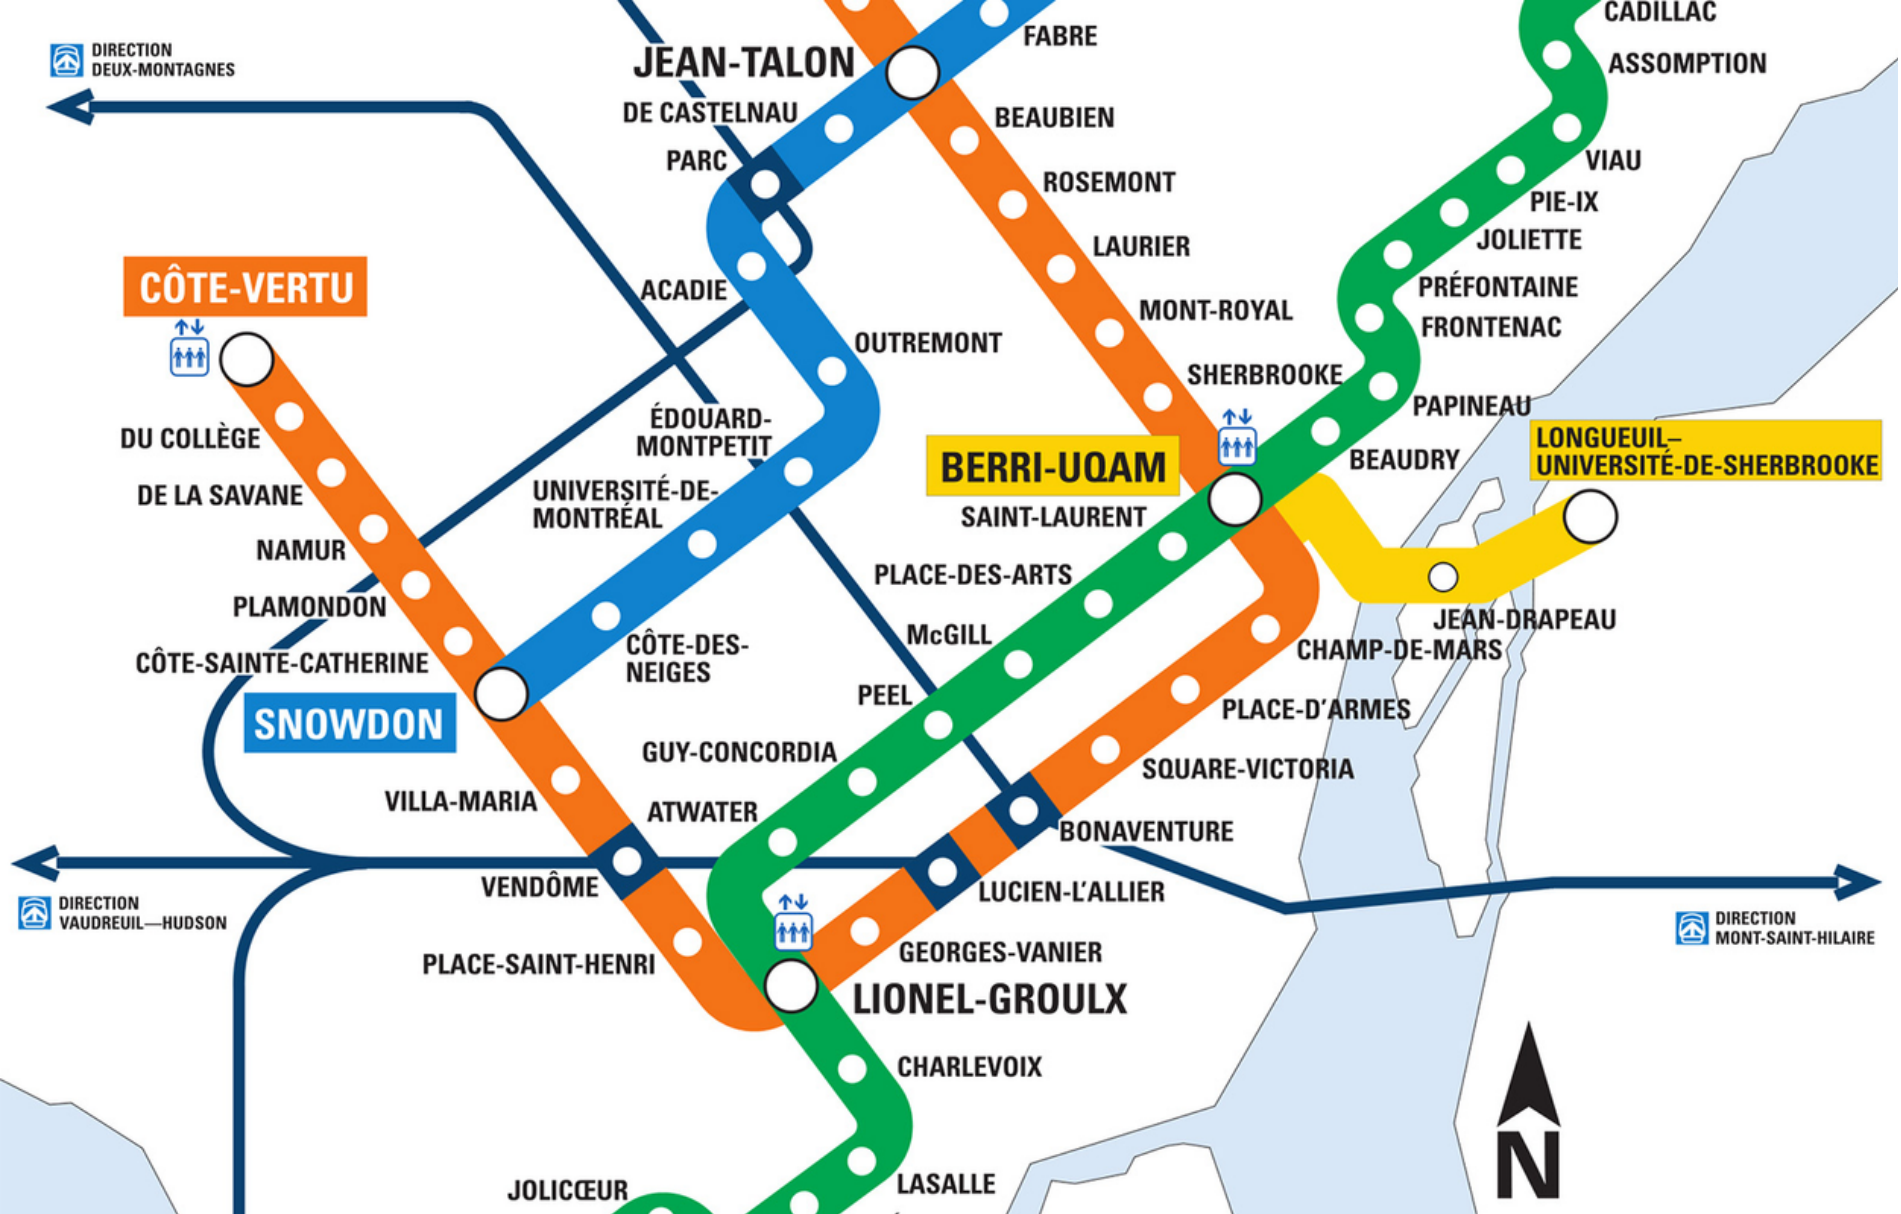 CADILLAC
DIRECTION
DEUX-MONTAGNES
FABRE
JEAN-TALON
ASSOMPTION
DE CASTELNAU
BEAUBIEN
PARC
VIAU
ROSEMONT
PIE-IX
JOLIETTE
LAURIER
CÔTE-VERTU
ACADIE
PRÉFONTAINE
MONT-ROYAL
FRONTENAC
OUTREMONT
SHERBROOKE
PAPINEAU
ÉDOUARD-
MONTPETIT
DU COLLÈGE
LONGUEUIL–
UNIVERSITÉ-DE-SHERBROOKE
BEAUDRY
BERRI-UQAM
DE LA SAVANE
UNIVERSITÉ-DE-
MONTRÉAL
SAINT-LAURENT
NAMUR
PLACE-DES-ARTS
PLAMONDON
JEAN-DRAPEAU
McGILL
CHAMP-DE-MARS
CÔTE-SAINTE-CATHERINE
CÔTE-DES-
NEIGES
PEEL
PLACE-D'ARMES
SNOWDON
GUY-CONCORDIA
SQUARE-VICTORIA
VILLA-MARIA
ATWATER
BONAVENTURE
VENDÔME
LUCIEN-L'ALLIER
DIRECTION
VAUDREUIL—HUDSON
DIRECTION
MONT-SAINT-HILAIRE
GEORGES-VANIER
PLACE-SAINT-HENRI
LIONEL-GROULX
CHARLEVOIX
N
LASALLE
JOLICŒUR